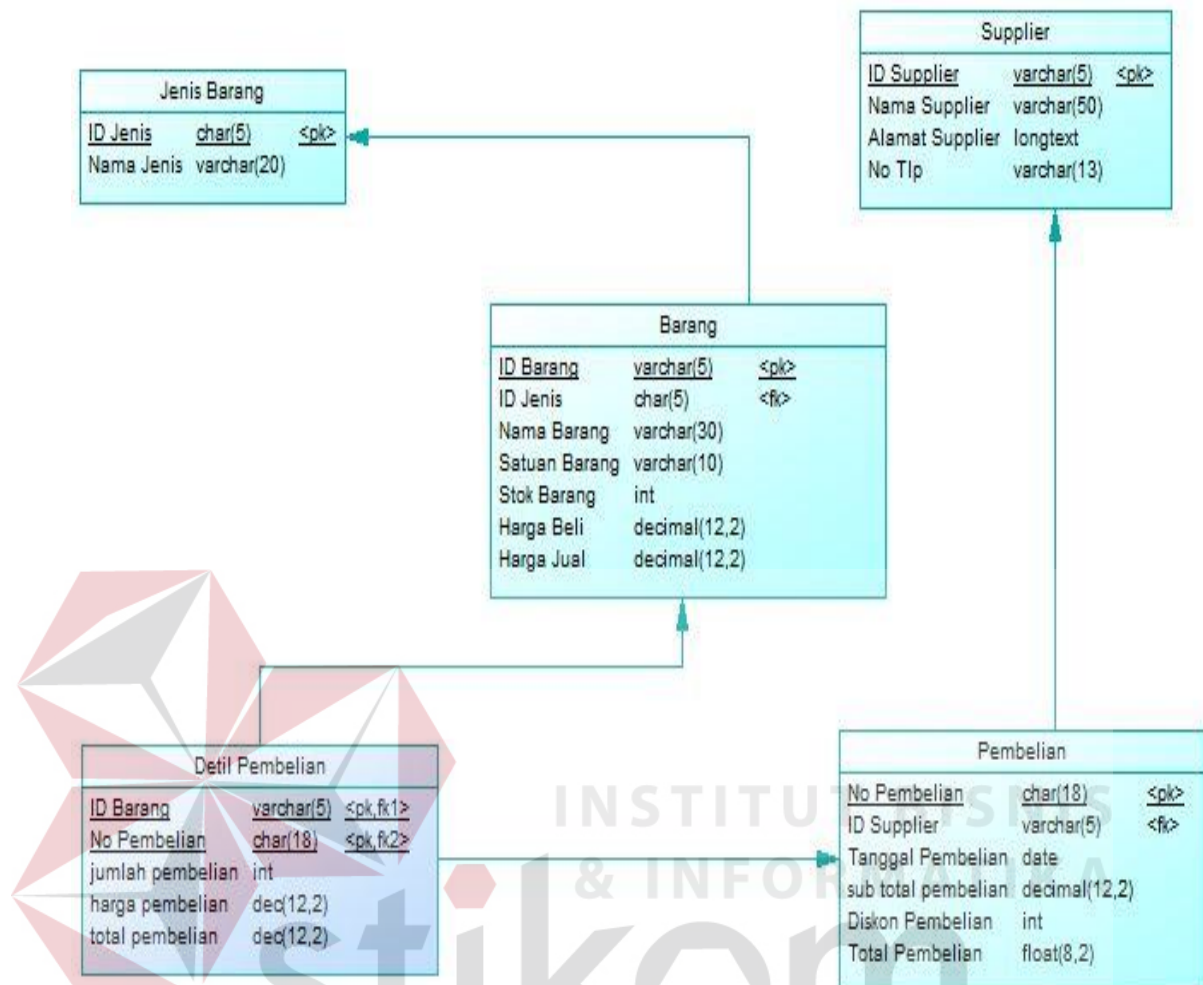 Supplier
ID Supplier varchar(5) <pk>
Nama Supplier varchar(50)
Alamat Supplier longtext
No Tlp varchar(13)
Jenis Barang
ID Jenis char(5) <pk>
Nama Jenis varchar(20)
Barang
ID Barang varchar(5) <pk>
ID Jenis char(5) <fk>
Nama Barang varchar(30)
Satuan Barang varchar(10)
Stok Barang int
Harga Beli decimal(12,2)
Harga Jual decimal(12,2)
Detil Pembelian
ID Barang varchar(5) <pk,fk1>
No Pembelian char(18) <pk,fk2>
jumlah pembelian int
harga pembelian dec(12,2)
total pembelian dec(12,2)
Pembelian
No Pembelian char(18) <pk>
ID Supplier varchar(5) <fk>
Tanggal Pembelian date
sub total pembelian decimal(12,2)
Diskon Pembelian int
Total Pembelian float(8,2)
INSTITUT BISNIS
& INFORMATIKA
stikom